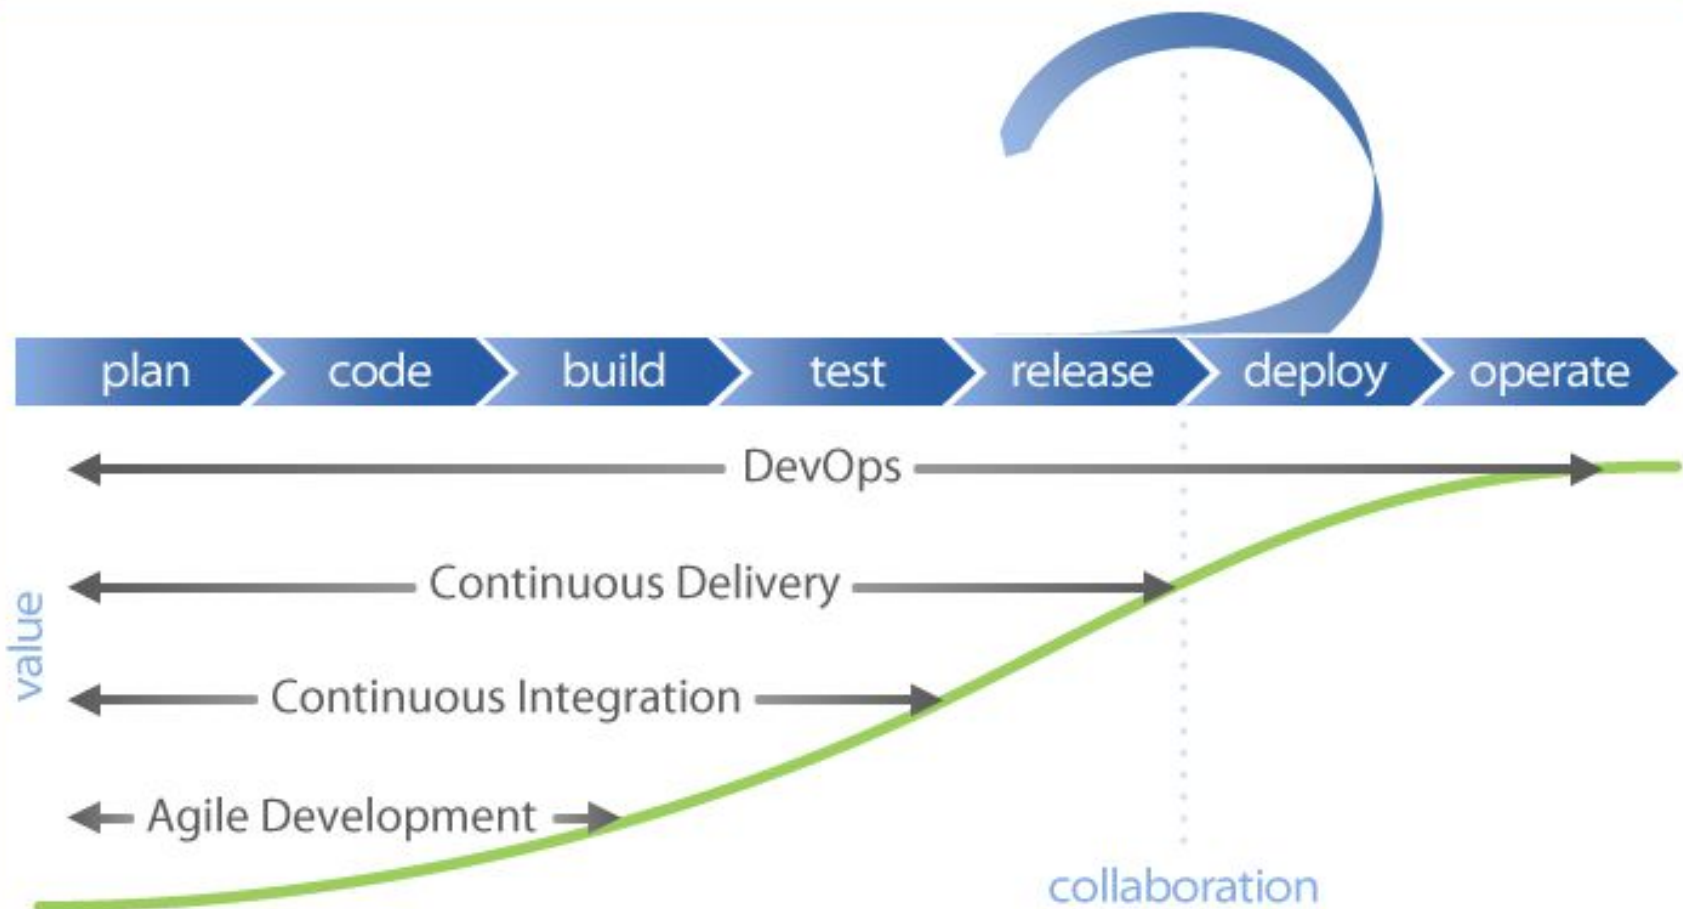 plan
code
build
test
release
deploy
operate
DevOps
Continuous Delivery
value
Continuous Integration
Agile Development
collaboration